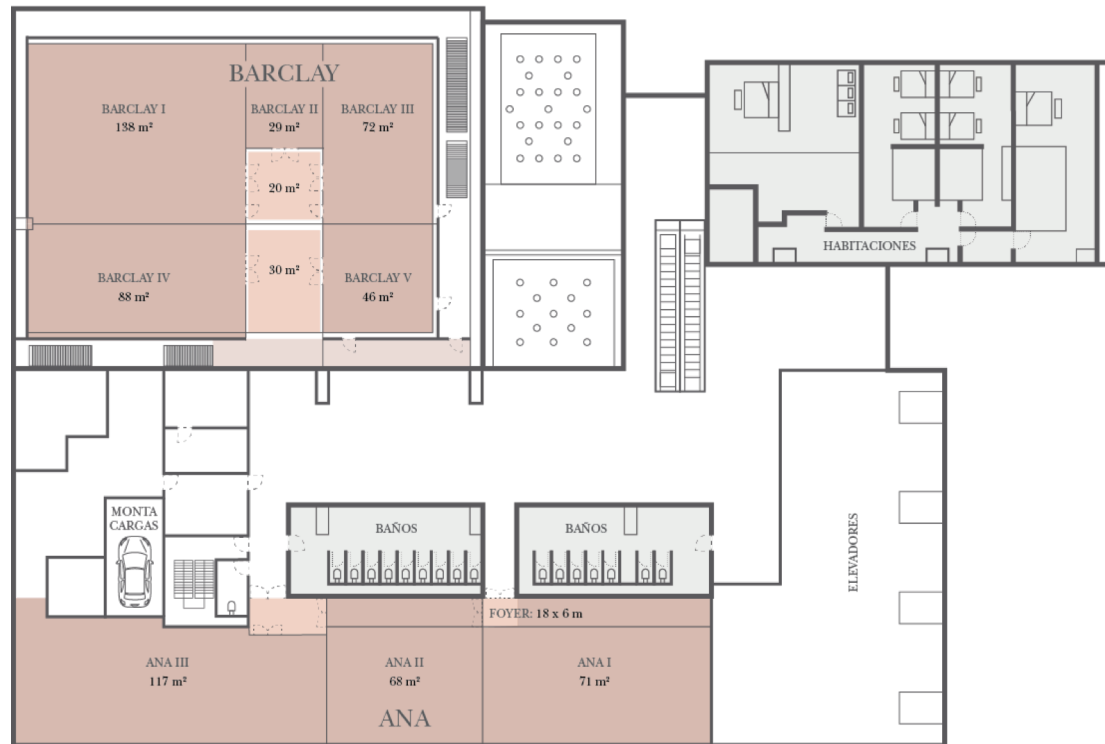 BARCLAY
BARCLAY I
138 m²
BARCLAY II
29 m²
BARCLAY III
72 m²
20 m²
30 m²
BARCLAY IV
88 m²
BARCLAY V
46 m²
HABITACIONES
MONTA
CARGAS
BAÑOS
BAÑOS
ELEVADORES
FOYER: 18 x 6 m
ANA III
117 m²
ANA II
68 m²
ANA I
71 m²
ANA